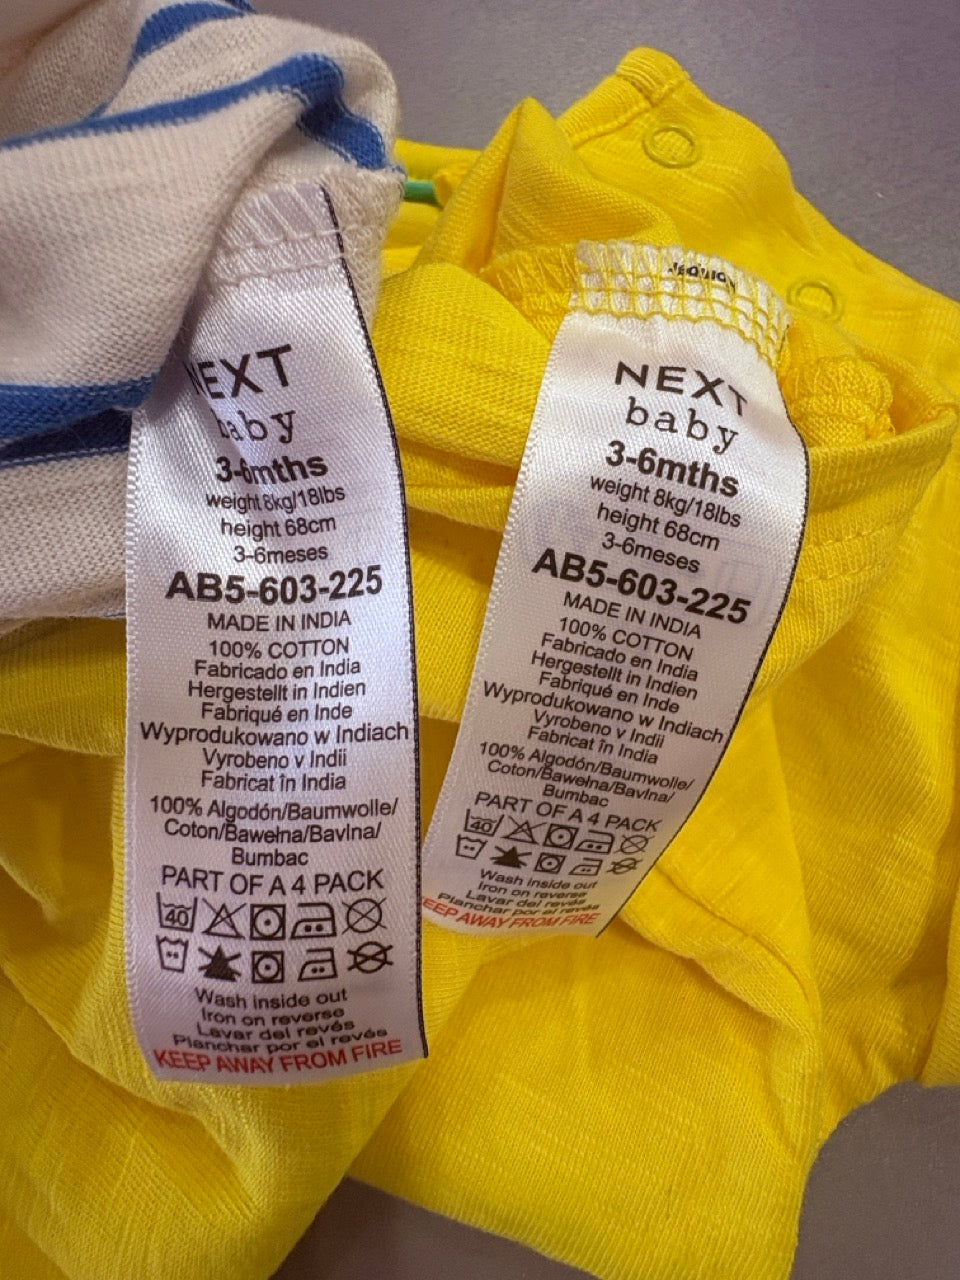 NEXT
baby
3-6mths
weight 8kg/18lbs
height 68cm
3-6meses
AB5-603-225
MADE IN INDIA
100% COTTON
Fabricado en India
Hergestellt in Indien
Fabriqué en Inde
Wyprodukowano w Indiach
Vyrobeno v Indii
Fabricat în India
100% Algodón/Baumwolle/
Coton/Bawełna/Bavlna/
Bumbac
PART OF A 4 PACK
40
Wash inside out
Iron on reverse
Lavar del revés
Planchar por el revés
KEEP AWAY FROM FIRE
NEXT
baby
3-6mths
weight 8kg/18lbs
height 68cm
3-6meses
AB5-603-225
MADE IN INDIA
100% COTTON
Fabricado en India
Hergestellt in Indien
Fabriqué en Inde
Wyprodukowano w Indiach
Vyrobeno v Indii
Fabricat în India
100% Algodón/Baumwolle/
Coton/Bawełna/Bavlna/
Bumbac
PART OF A 4 PACK
40
Wash inside out
Iron on reverse
Lavar del revés
Planchar por el revés
KEEP AWAY FROM FIRE